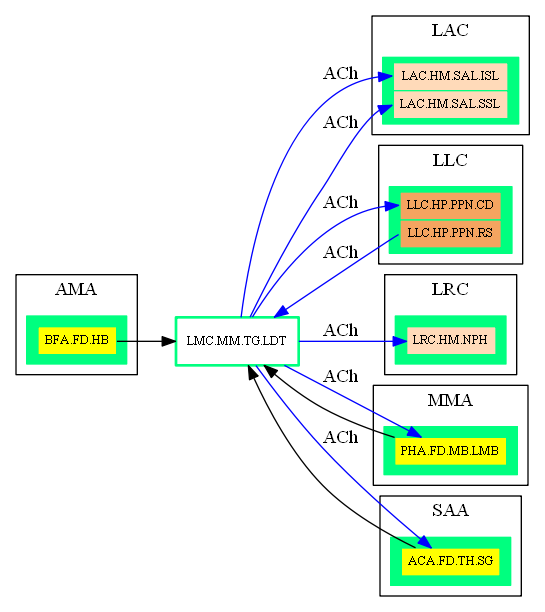 LAC
LAC.HM.SAL.ISL
LAC.HM.SAL.SSL
ACh
ACh
LLC
LLC.HP.PPN.CD
LLC.HP.PPN.RS
ACh
ACh
AMA
BFA.FD.HB
LMC.MM.TG.LDT
LRC
LRC.HM.NPH
ACh
ACh
MMA
PHA.FD.MB.LMB
ACh
SAA
ACA.FD.TH.SG